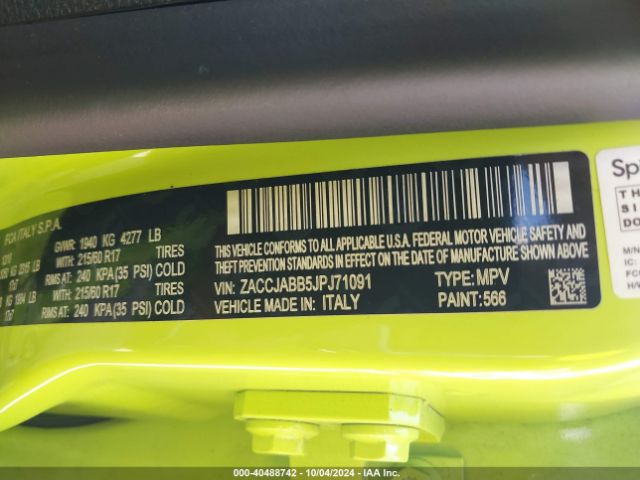 FCA ITALY S.P.A.
GVWR: 1940 KG 4277 LB
WITH: 215/60 R17 TIRES
RIMS AT: 240 KPA (35 PSI) COLD
WITH: 215/60 R17 TIRES
RIMS AT: 240 KPA (35 PSI) COLD
THIS VEHICLE CONFORMS TO ALL APPLICABLE U.S.A. FEDERAL MOTOR VEHICLE SAFETY AND
THEFT PREVENTION STANDARDS IN EFFECT ON THE DATE OF MANUFACTURE SHOWN ABOVE.
VIN: ZACCJABB5JPJ71091 TYPE: MPV
VEHICLE MADE IN: ITALY PAINT: 566
000-40488742 - 10/04/2024 - IAA Inc.